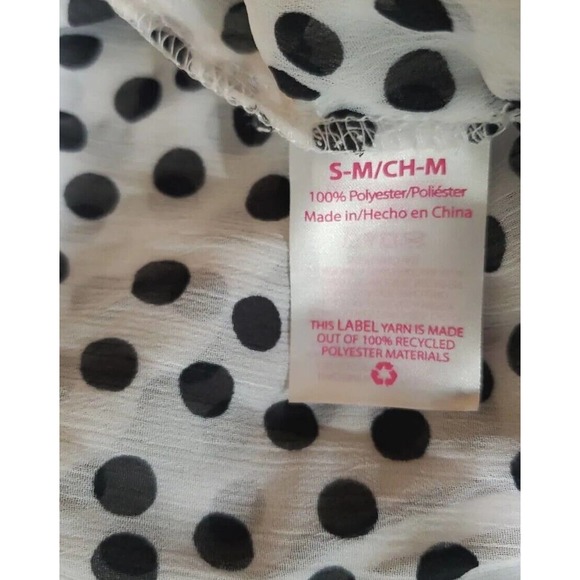 S-M/CH-M
100% Polyester/Poliéster
Made in/Hecho en China
THIS LABEL YARN IS MADE
OUT OF 100% RECYCLED
POLYESTER MATERIALS